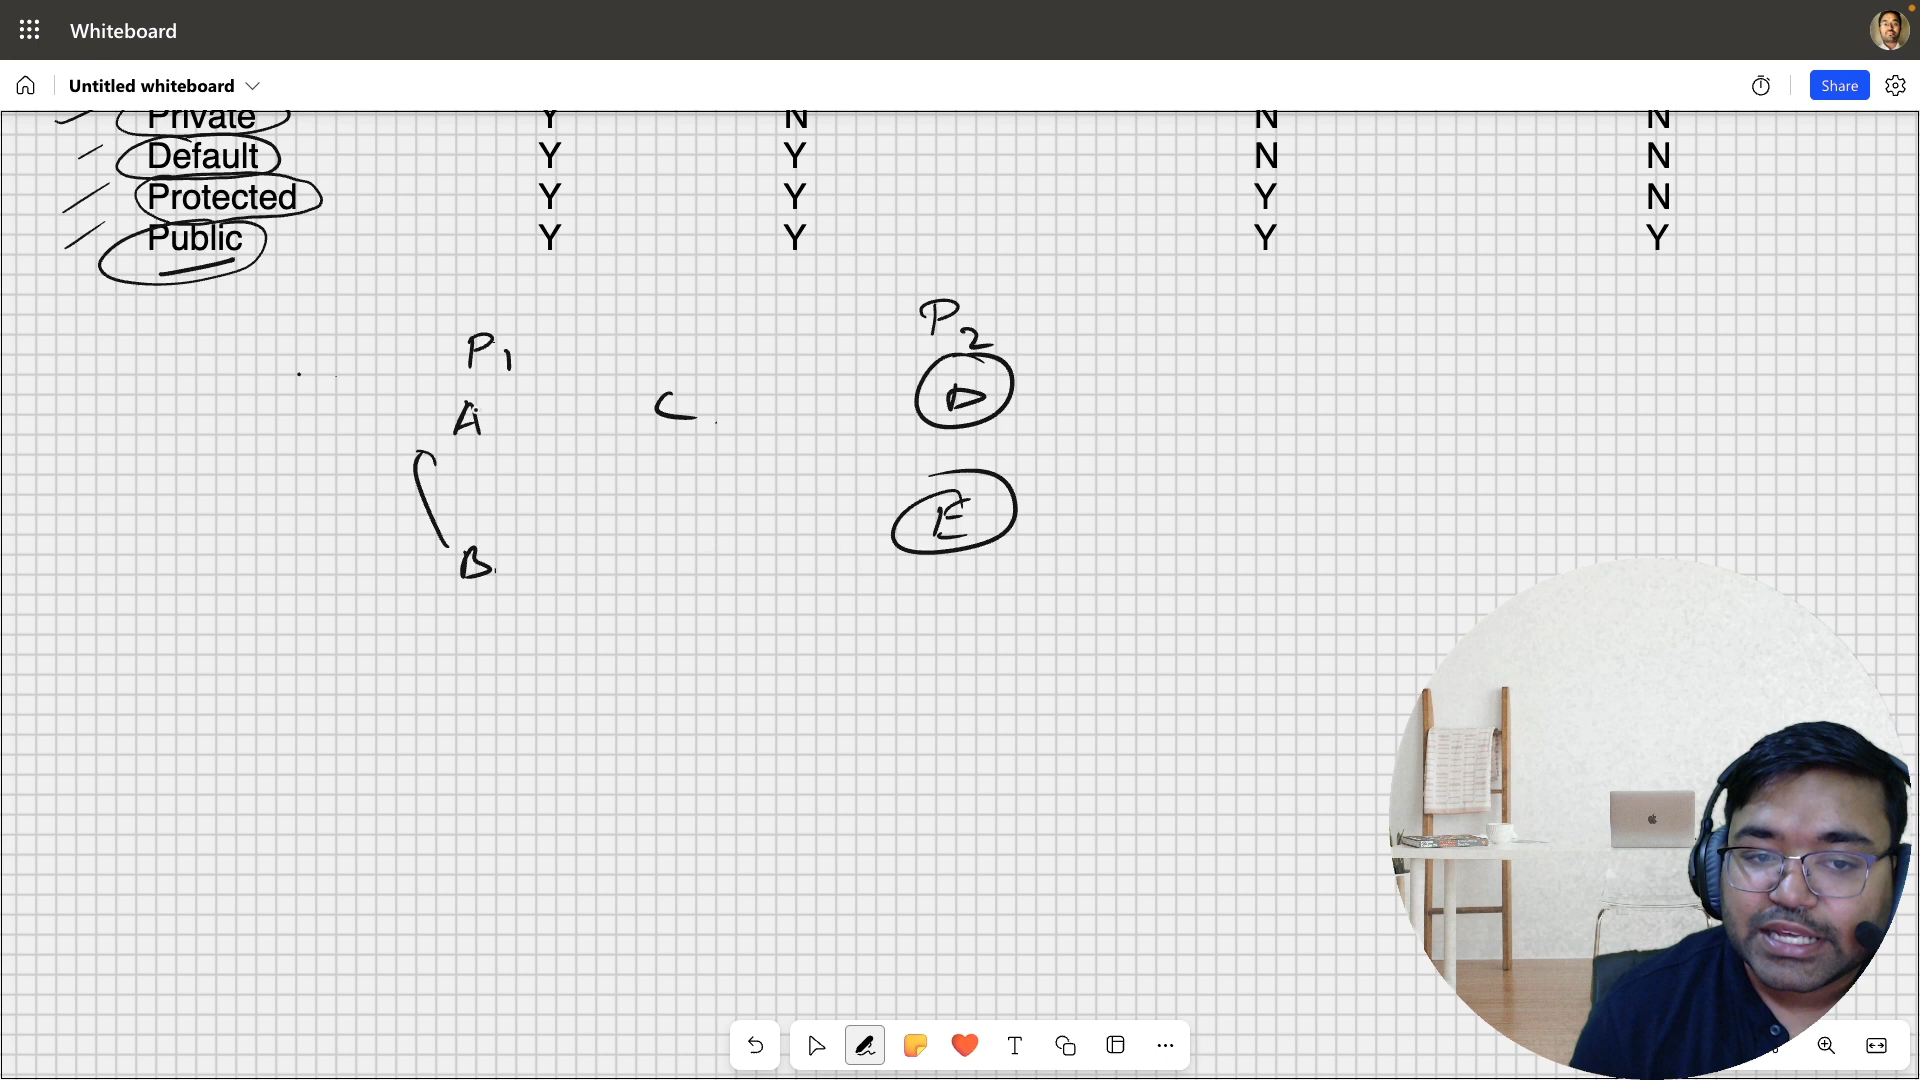 Whiteboard
Untitled whiteboard
Share
Private Y N N N
Default Y Y N N
Protected Y Y Y N
Public Y Y Y Y
P1 P2
A C D
E
B
T